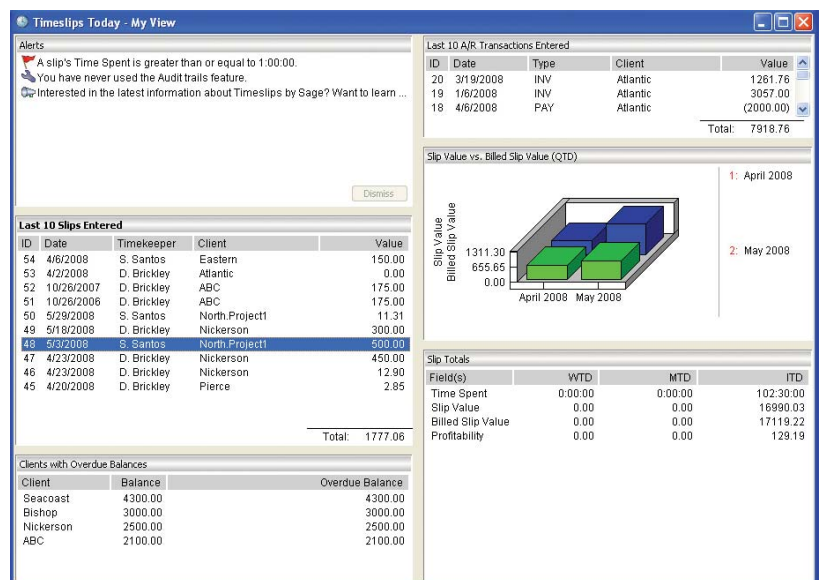 Timeslips Today - My View
Alerts
A slip's Time Spent is greater than or equal to 1:00:00.
You have never used the Audit trails feature.
Interested in the latest information about Timeslips by Sage? Want to learn ...
Dismiss
Last 10 Slips Entered
ID Date Timekeeper Client Value
54 4/6/2008 S. Santos Eastern 150.00
53 4/2/2008 D. Brickley Atlantic 0.00
52 10/26/2007 D. Brickley ABC 175.00
51 10/26/2006 D. Brickley ABC 175.00
50 5/29/2008 S. Santos North.Project1 11.31
49 5/18/2008 D. Brickley Nickerson 300.00
48 5/3/2008 S. Santos North.Project1 500.00
47 4/23/2008 D. Brickley Nickerson 450.00
46 4/23/2008 D. Brickley Nickerson 12.90
45 4/20/2008 D. Brickley Pierce 2.85
Total: 1777.06
Clients with Overdue Balances
Client Balance Overdue Balance
Seacoast 4300.00 4300.00
Bishop 3000.00 3000.00
Nickerson 2500.00 2500.00
ABC 2100.00 2100.00
Last 10 A/R Transactions Entered
ID Date Type Client Value
20 3/19/2008 INV Atlantic 1261.76
19 1/6/2008 INV Atlantic 3057.00
18 4/6/2008 PAY Atlantic (2000.00)
Total: 7918.76
Slip Value vs. Billed Slip Value (QTD)
Slip Value
Billed Slip Value
1311.30
655.65
0.00
April 2008 May 2008
1: April 2008
2: May 2008
Slip Totals
Field(s) WTD MTD ITD
Time Spent 0:00:00 0:00:00 102:30:00
Slip Value 0.00 0.00 16990.03
Billed Slip Value 0.00 0.00 17119.22
Profitability 0.00 0.00 129.19